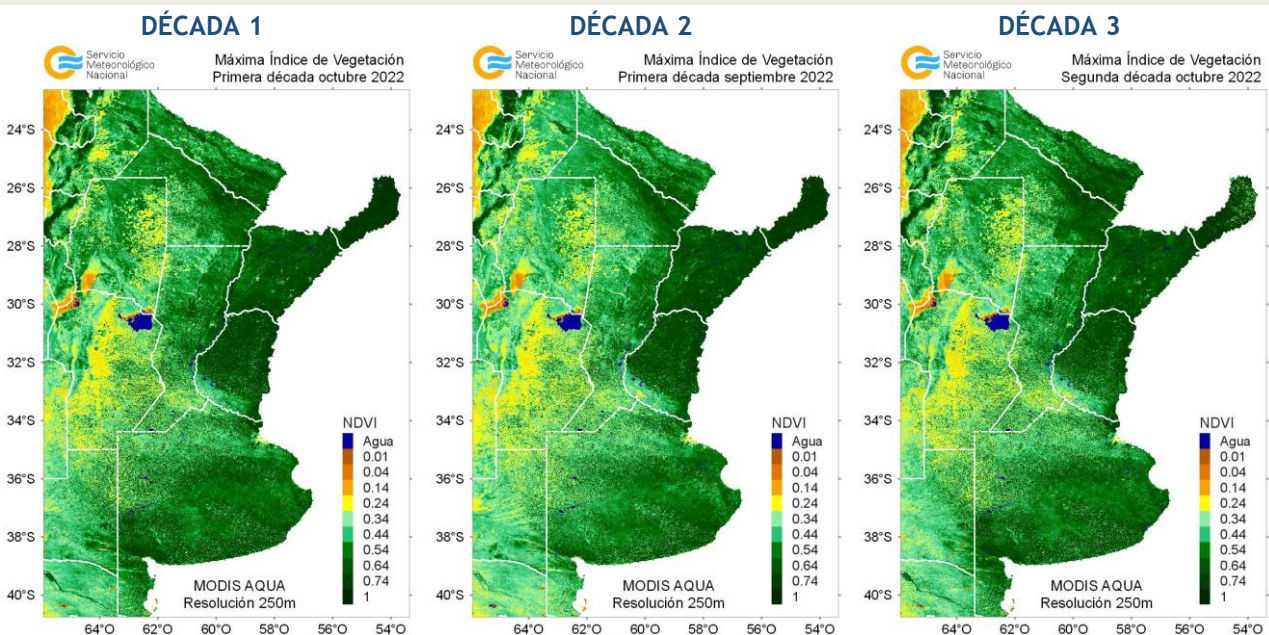 DÉCADA 1
Servicio
Meteorológico
Nacional
Máxima Índice de Vegetación
Primera década octubre 2022
24°S
26°S
28°S
30°S
32°S
34°S
36°S
38°S
40°S
NDVI
Agua
0.01
0.04
0.14
0.24
0.34
0.44
0.54
0.64
0.74
1
MODIS AQUA
Resolución 250m
64°O 62°O 60°O 58°O 56°O 54°O
DÉCADA 2
Servicio
Meteorológico
Nacional
Máxima Índice de Vegetación
Primera década septiembre 2022
24°S
26°S
28°S
30°S
32°S
34°S
36°S
38°S
40°S
NDVI
Agua
0.01
0.04
0.14
0.24
0.34
0.44
0.54
0.64
0.74
1
MODIS AQUA
Resolución 250m
64°O 62°O 60°O 58°O 56°O 54°O
DÉCADA 3
Servicio
Meteorológico
Nacional
Máxima Índice de Vegetación
Segunda década octubre 2022
24°S
26°S
28°S
30°S
32°S
34°S
36°S
38°S
40°S
NDVI
Agua
0.01
0.04
0.14
0.24
0.34
0.44
0.54
0.64
0.74
1
MODIS AQUA
Resolución 250m
64°O 62°O 60°O 58°O 56°O 54°O